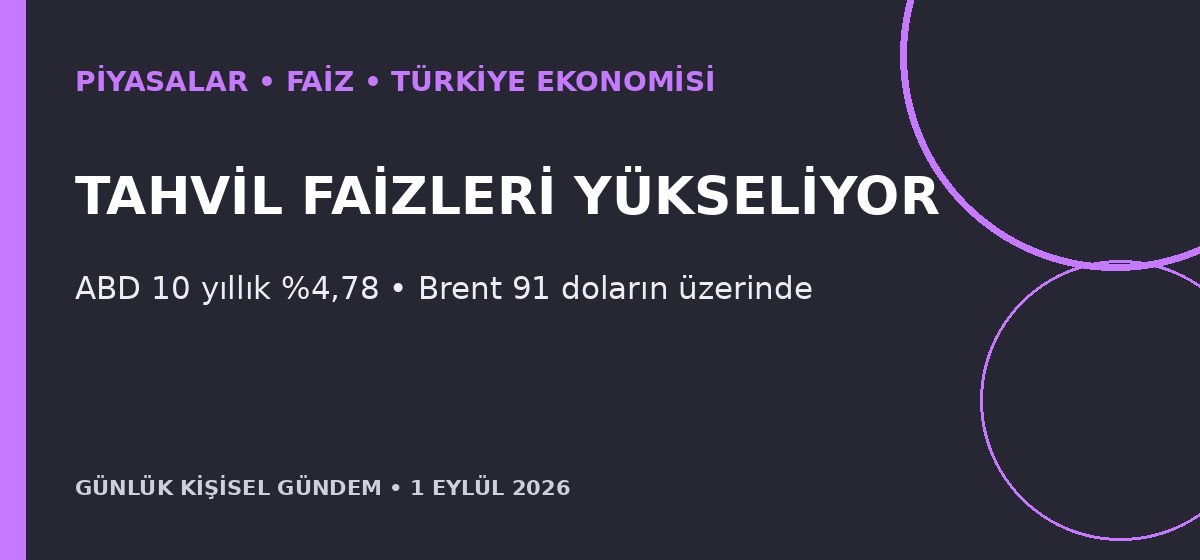 PİYASALAR • FAİZ • TÜRKİYE EKONOMİSİ
TAHVİL FAİZLERİ YÜKSELİYOR
ABD 10 yıllık %4,78 • Brent 91 doların üzerinde
GÜNLÜK KİŞİSEL GÜNDEM • 1 EYLÜL 2026